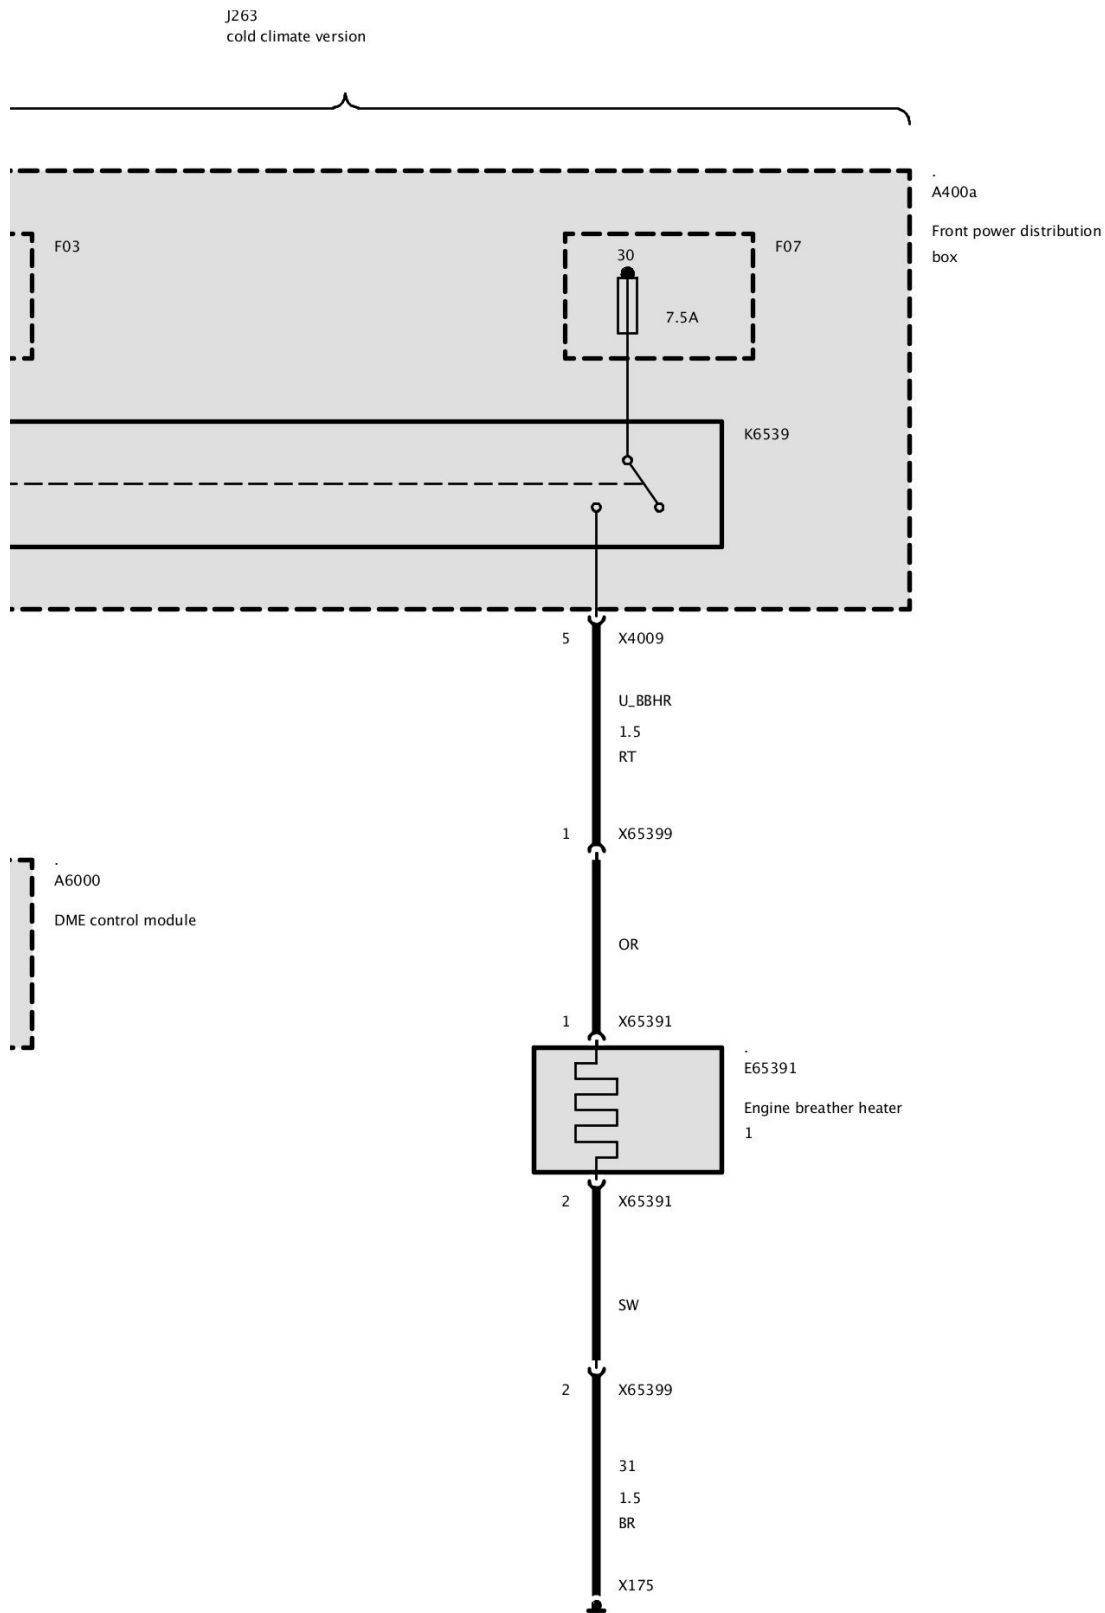 J263
cold climate version
.
A400a
Front power distribution
box
F03
F07
30
7.5A
K6539
5
X4009
U_BBHR
1.5
RT
1
X65399
.
A6000
DME control module
OR
1
X65391
.
E65391
Engine breather heater
1
2
X65391
SW
2
X65399
31
1.5
BR
X175